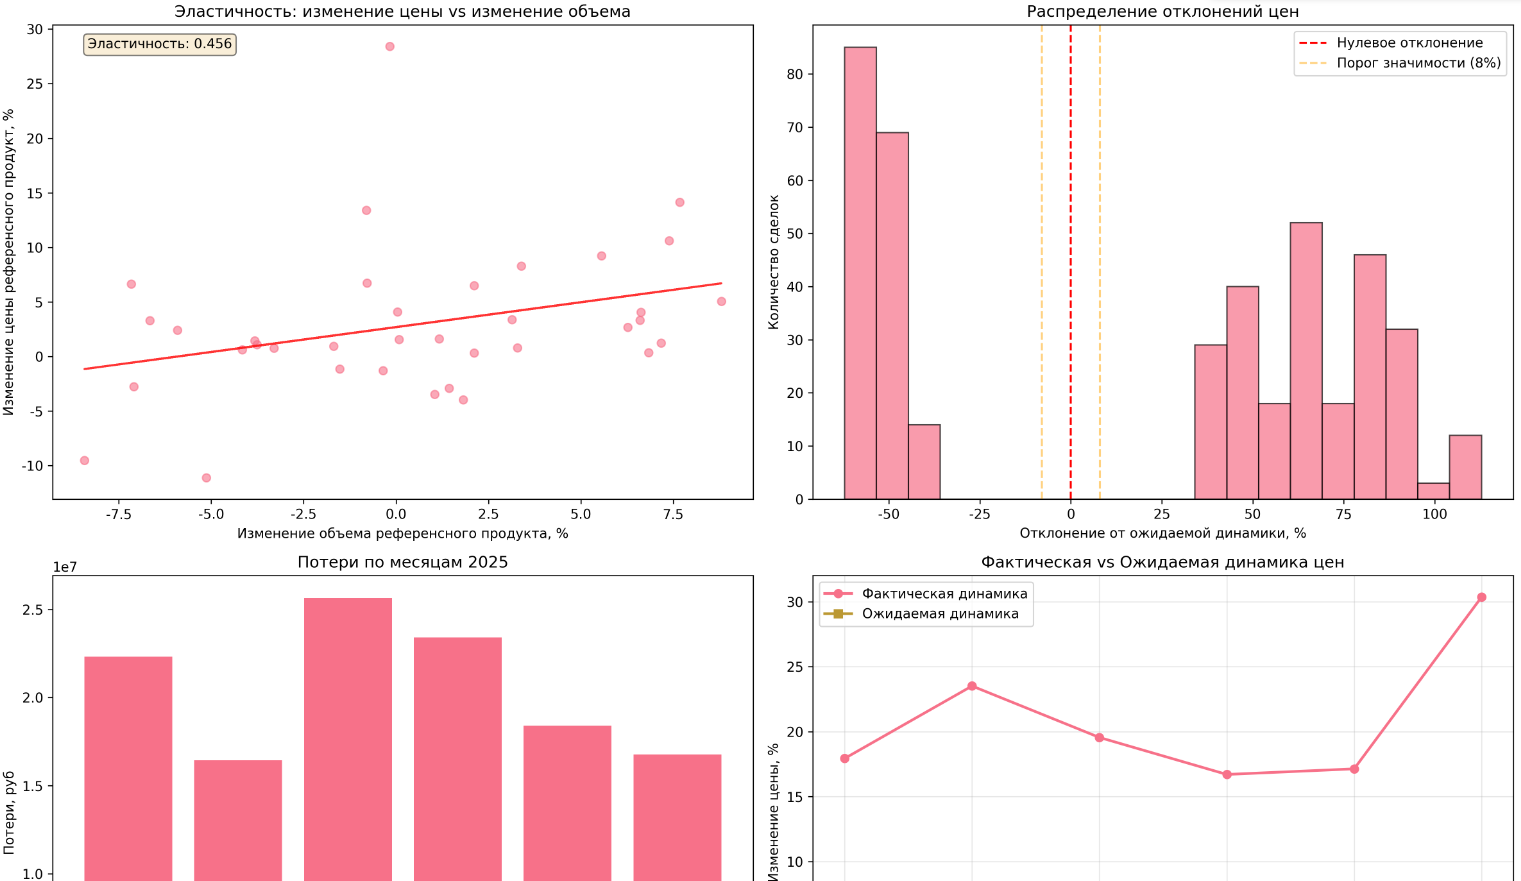 Эластичность: изменение цены vs изменение объема
Эластичность: 0.456
Изменение цены референсного продукт, %
30
25
20
15
10
5
0
-5
-10
-7.5
-5.0
-2.5
0.0
2.5
5.0
7.5
Изменение объема референсного продукта, %
Распределение отклонений цен
Нулевое отклонение
Порог значимости (8%)
Количество сделок
80
70
60
50
40
30
20
10
0
-50
-25
0
25
50
75
100
Отклонение от ожидаемой динамики, %
Потери по месяцам 2025
1e7
Потери, руб
2.5
2.0
1.5
1.0
Фактическая vs Ожидаемая динамика цен
Фактическая динамика
Ожидаемая динамика
Изменение цены, %
30
25
20
15
10